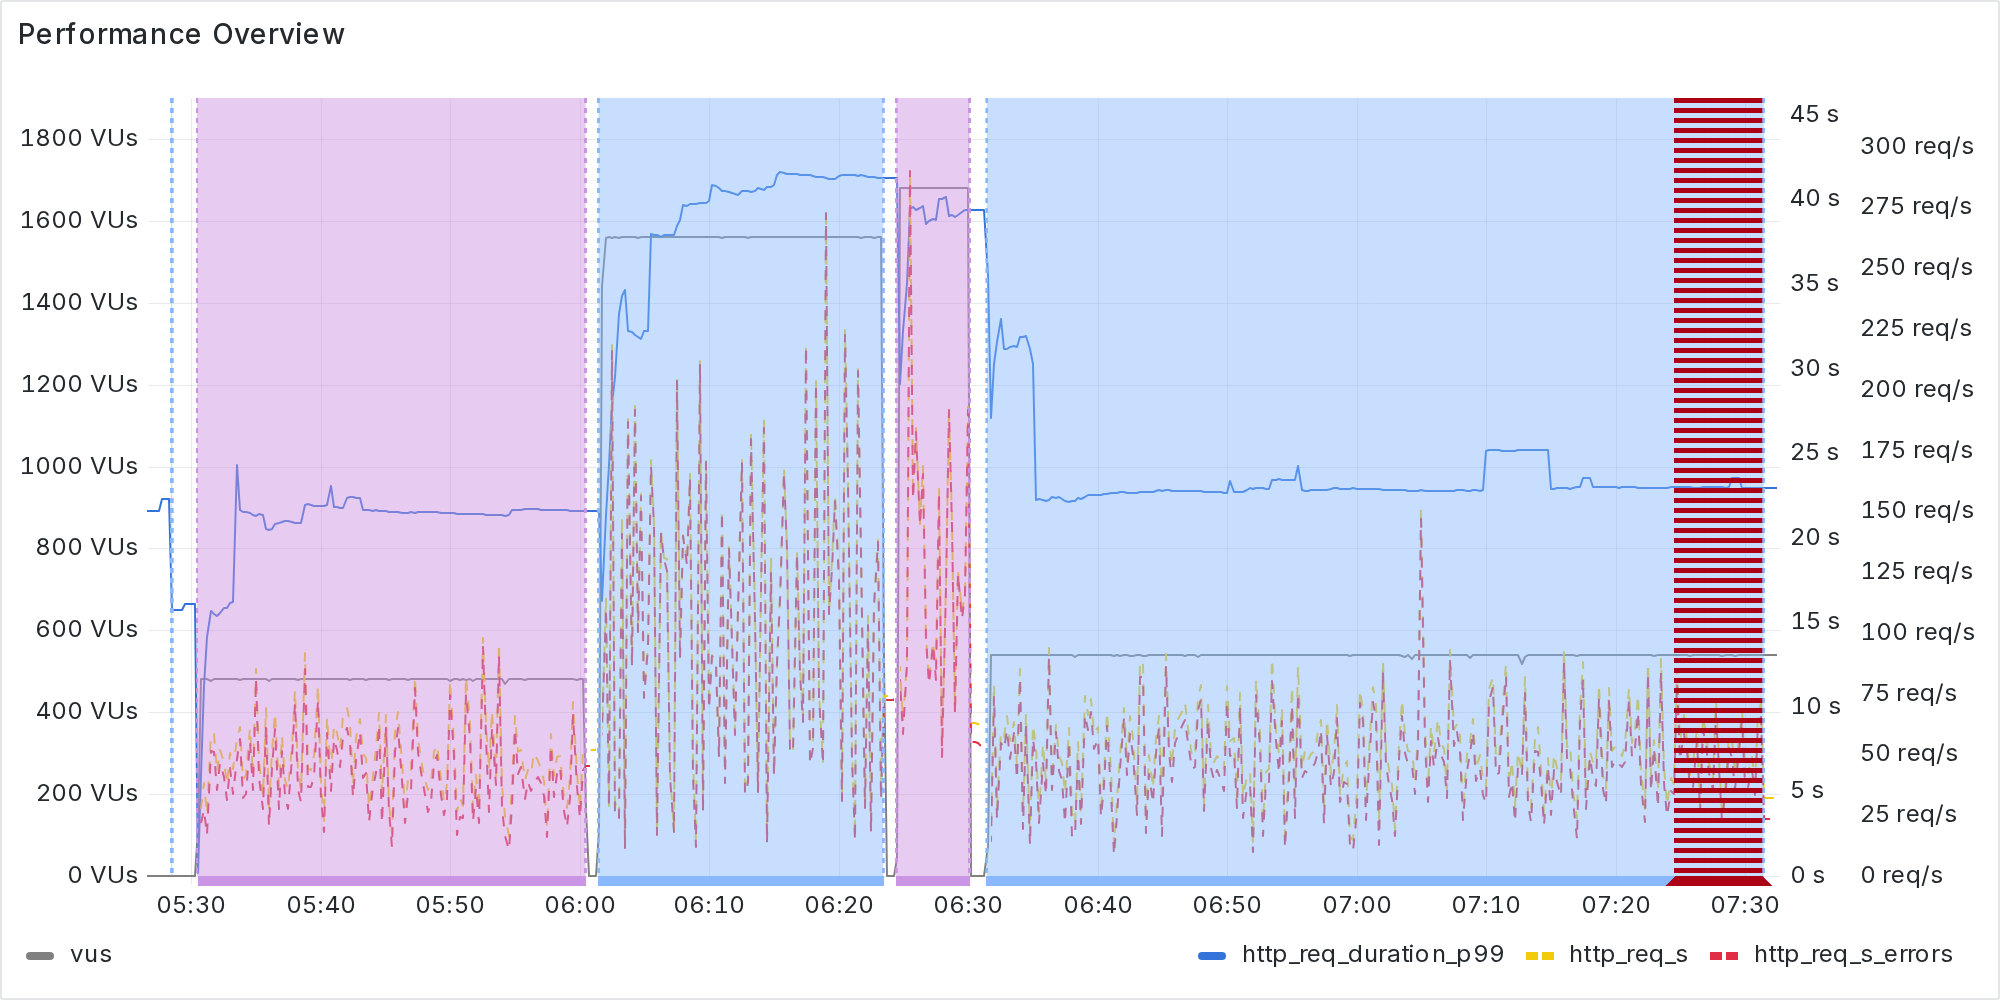 Performance Overview
1800 VUs
1600 VUs
1400 VUs
1200 VUs
1000 VUs
800 VUs
600 VUs
400 VUs
200 VUs
0 VUs
45 s
40 s
35 s
30 s
25 s
20 s
15 s
10 s
5 s
0 s
300 req/s
275 req/s
250 req/s
225 req/s
200 req/s
175 req/s
150 req/s
125 req/s
100 req/s
75 req/s
50 req/s
25 req/s
0 req/s
05:30 05:40 05:50 06:00 06:10 06:20 06:30 06:40 06:50 07:00 07:10 07:20 07:30
vus http_req_duration_p99 http_req_s http_req_s_errors